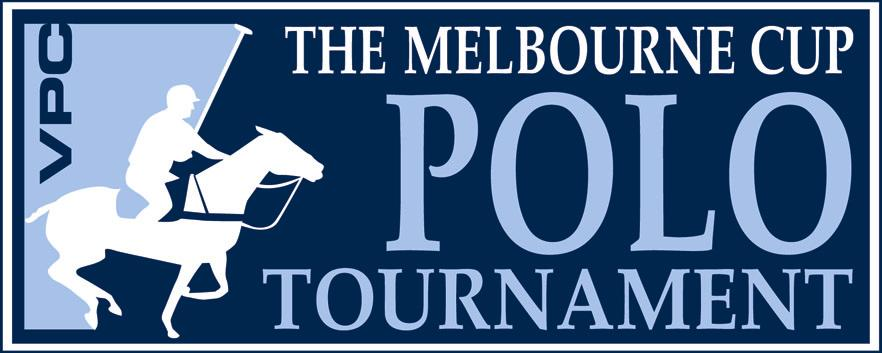 VPC
THE MELBOURNE CUP
POLO
TOURNAMENT